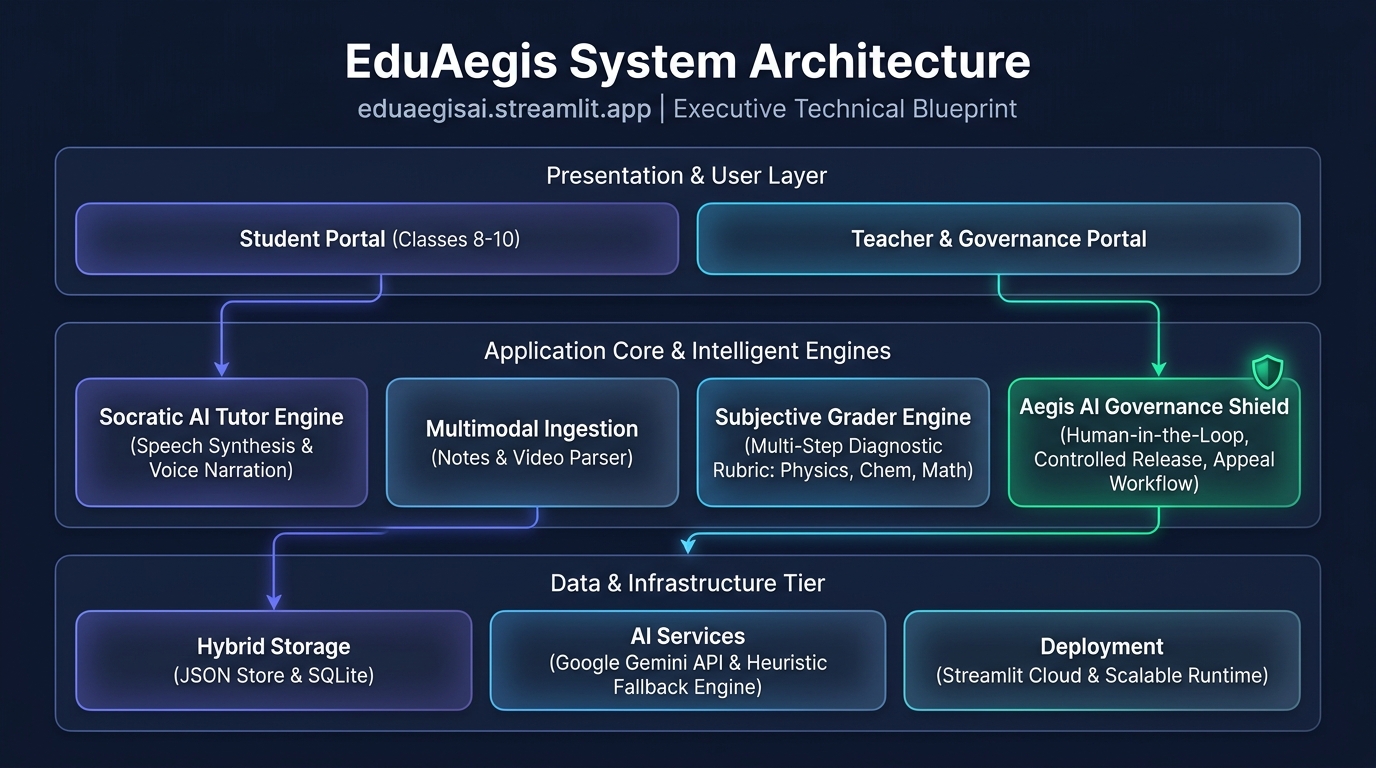 EduAegis System Architecture
eduaegisai.streamlit.app | Executive Technical Blueprint
Presentation & User Layer
Student Portal (Classes 8-10)
Teacher & Governance Portal
Application Core & Intelligent Engines
Socratic AI Tutor Engine
(Speech Synthesis &
Voice Narration)
Multimodal Ingestion
(Notes & Video Parser)
Subjective Grader Engine
(Multi-Step Diagnostic
Rubric: Physics, Chem, Math)
Aegis AI Governance Shield
(Human-in-the-Loop,
Controlled Release, Appeal
Workflow)
Data & Infrastructure Tier
Hybrid Storage
(JSON Store & SQLite)
AI Services
(Google Gemini API & Heuristic
Fallback Engine)
Deployment
(Streamlit Cloud & Scalable Runtime)